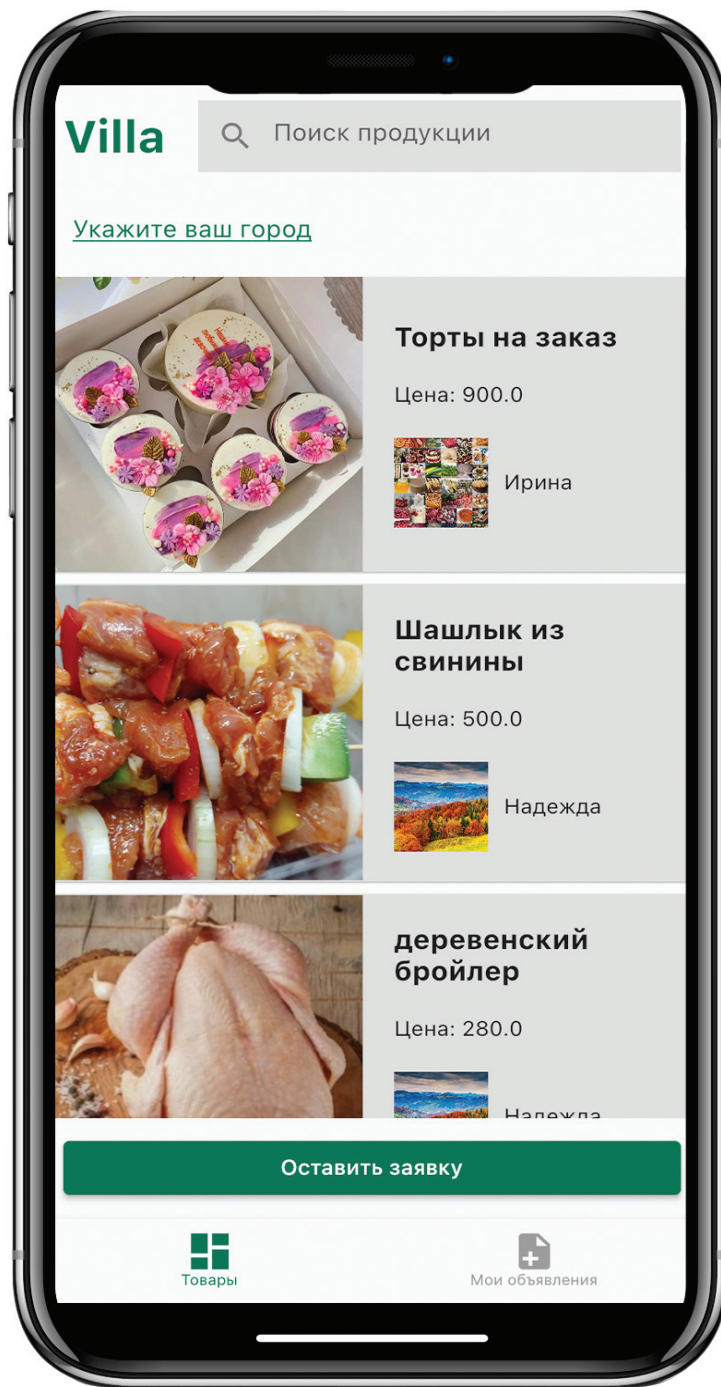 Villa
Поиск продукции
Укажите ваш город
Торты на заказ
Цена: 900.0
Ирина
Шашлык из
свинины
Цена: 500.0
Надежда
деревенский
бройлер
Цена: 280.0
Надежда
Оставить заявку
Товары
Мои объявления